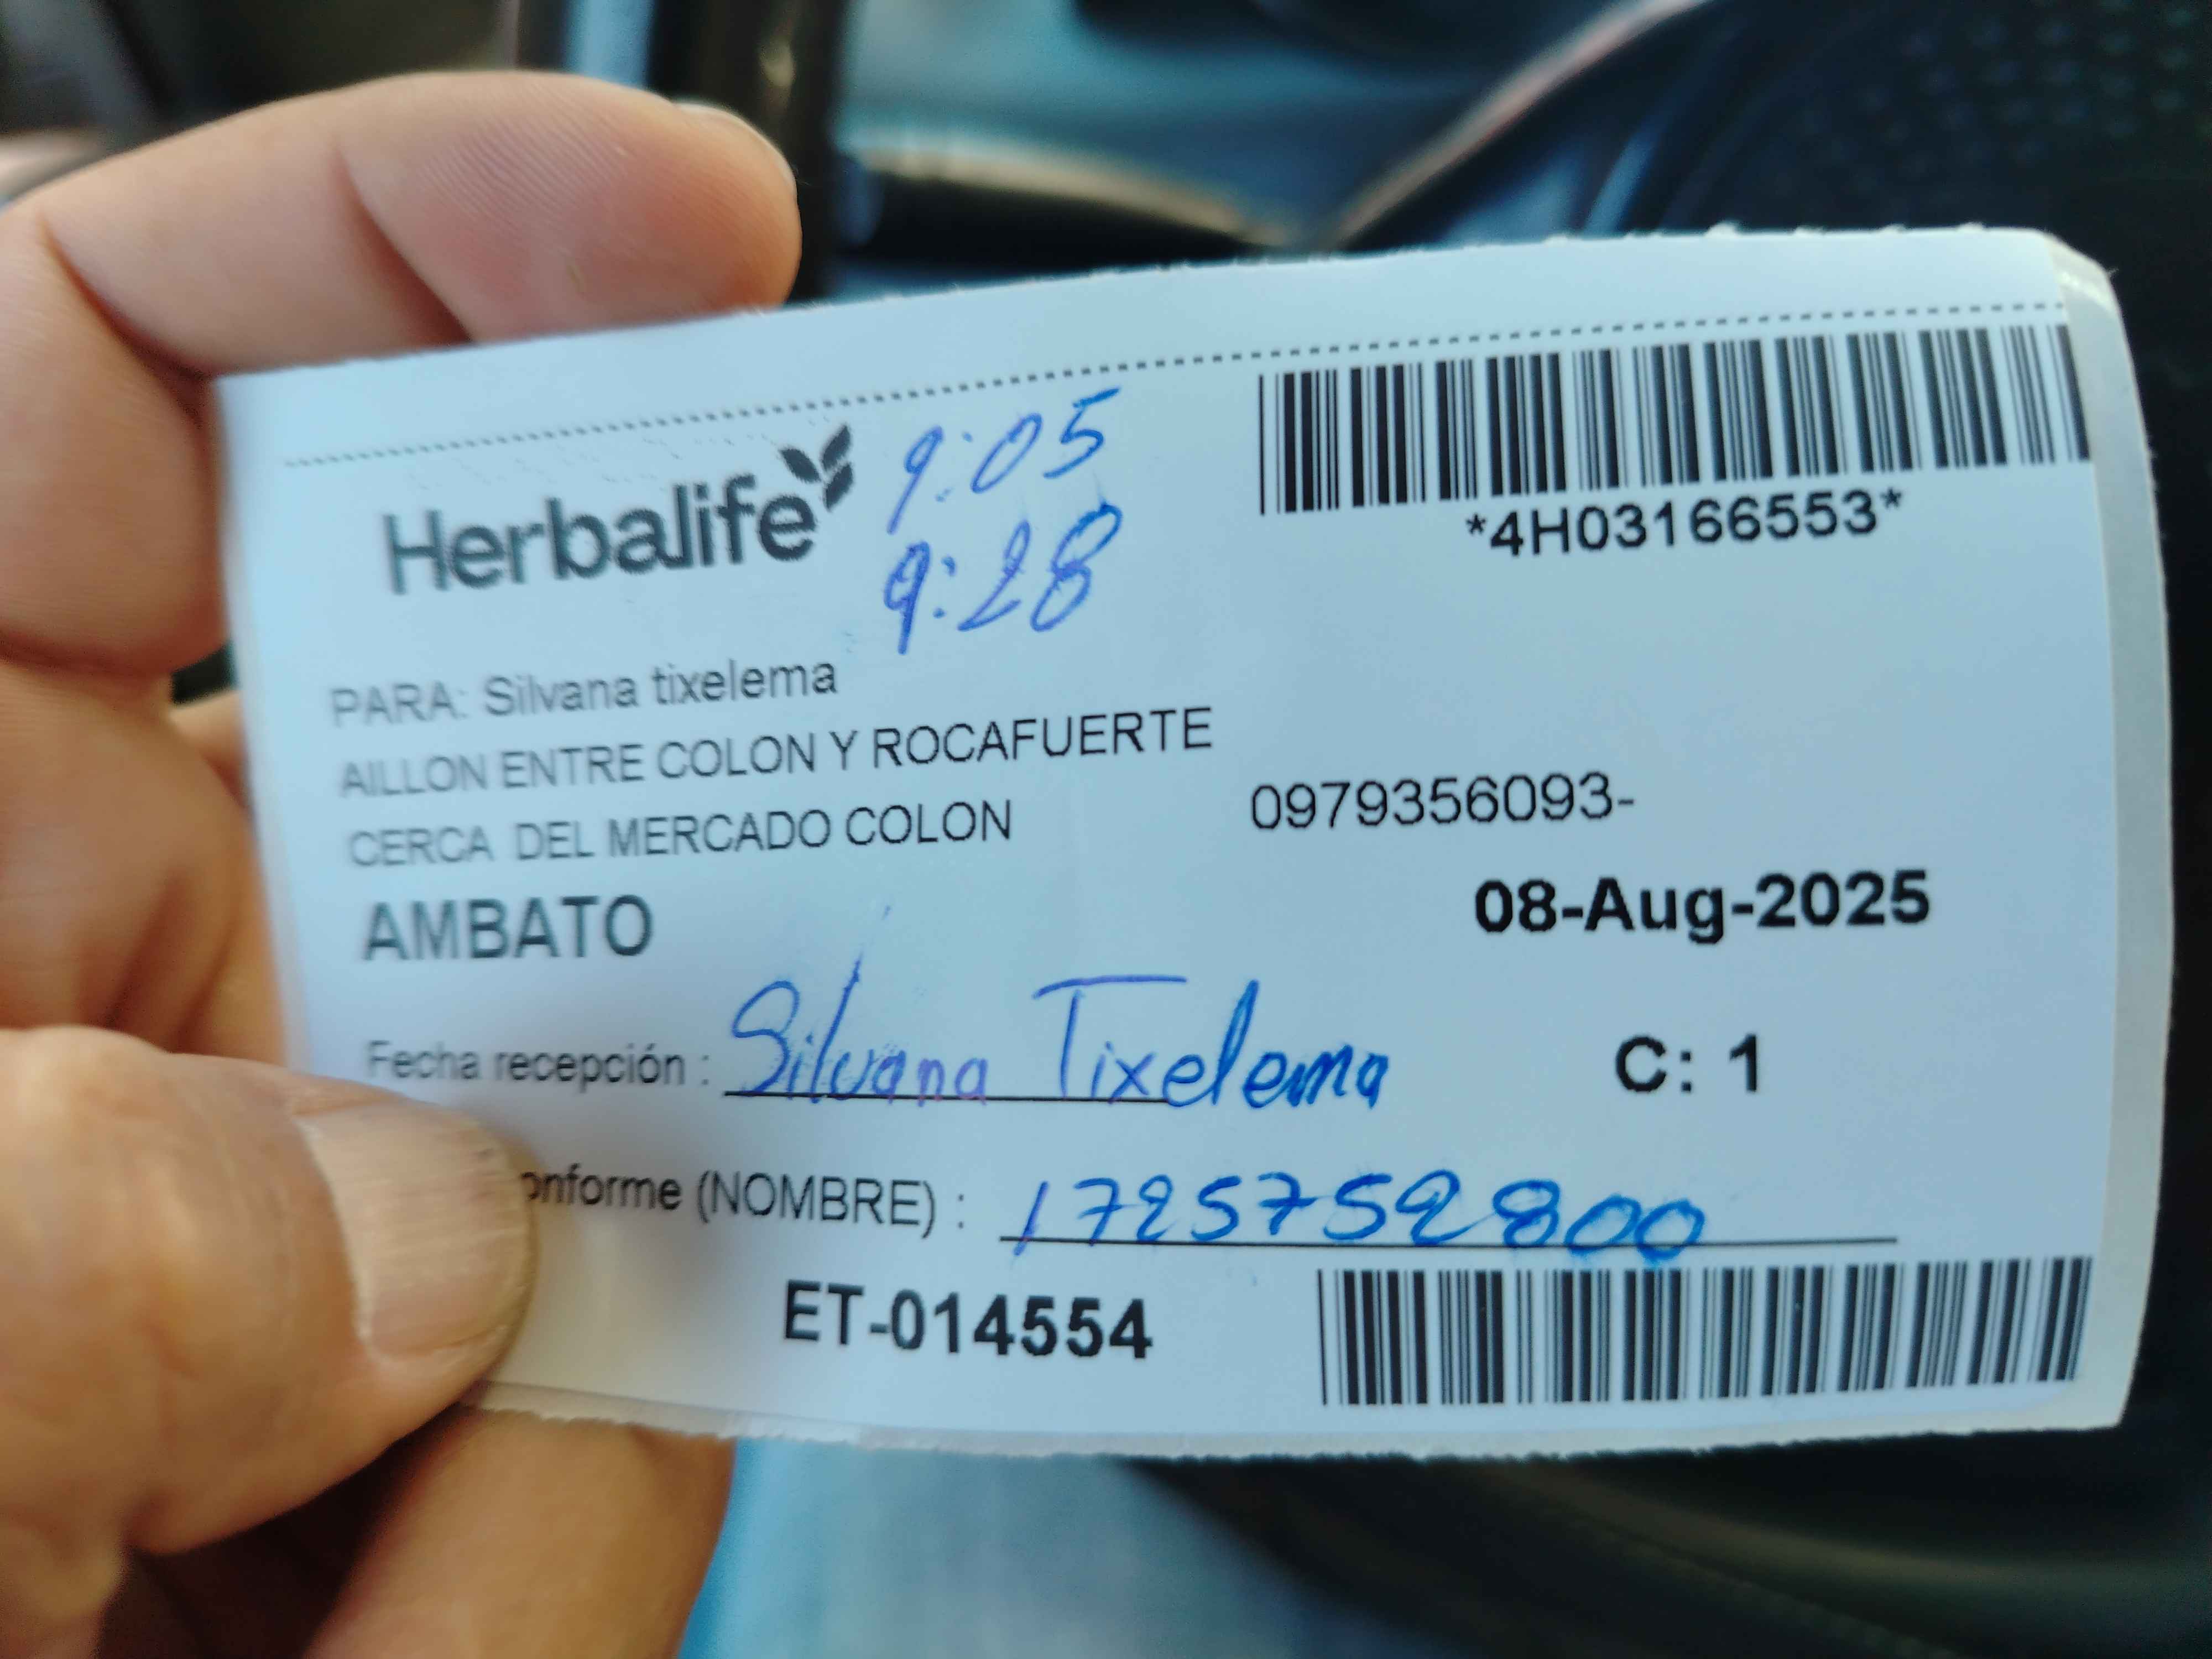 Herbalife
9:05
9:28
*4H03166553*
PARA: Silvana tixelema
AILLON ENTRE COLON Y ROCAFUERTE
CERCA DEL MERCADO COLON
0979356093-
AMBATO
08-Aug-2025
Fecha recepción : Silvana Tixelema
C: 1
onforme (NOMBRE) : 1725752800
ET-014554